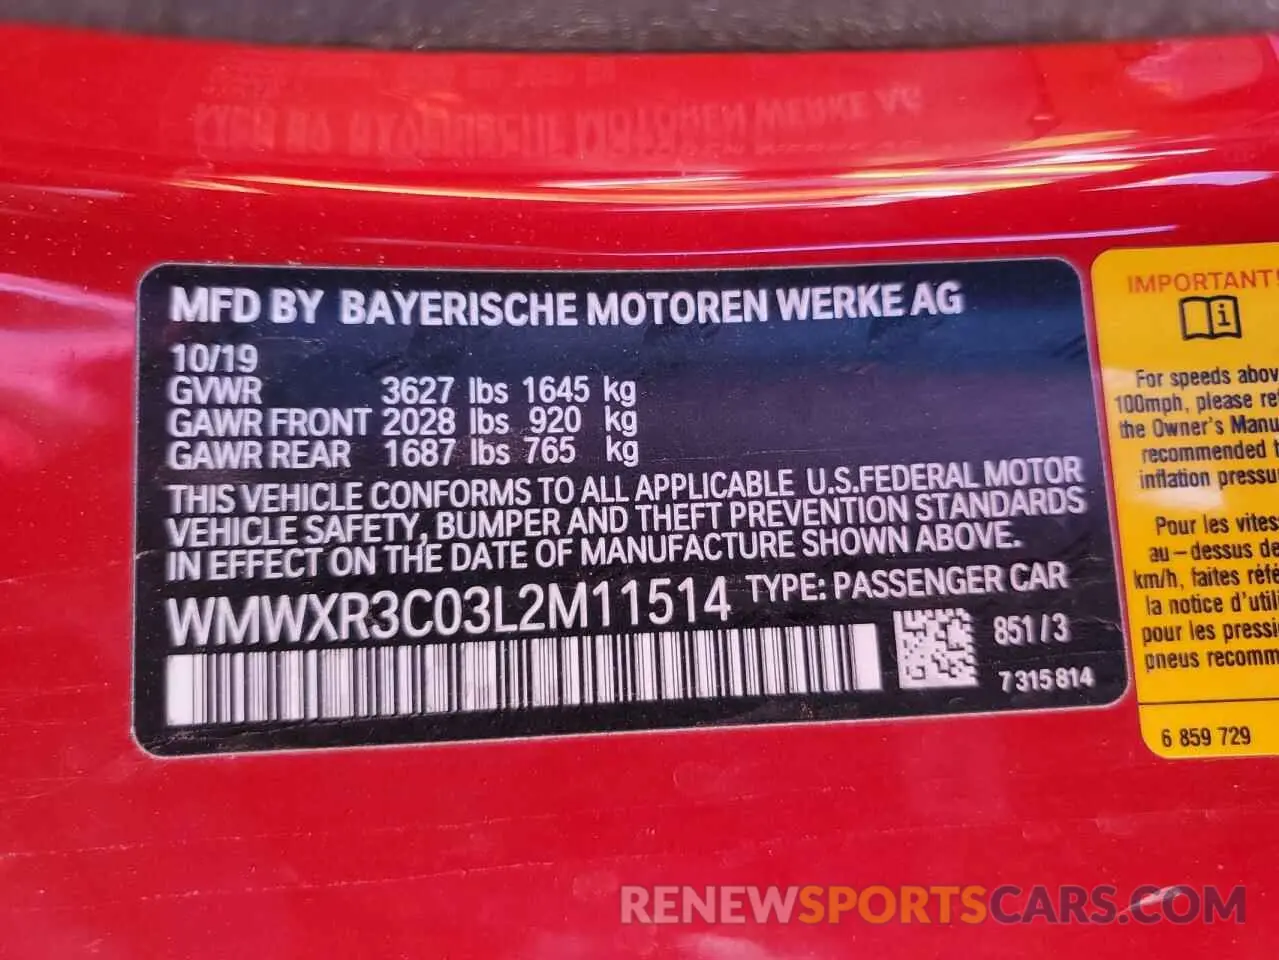 MFD BY BAYERISCHE MOTOREN WERKE AG
10/19
GVWR 3627 lbs 1645 kg
GAWR FRONT 2028 lbs 920 kg
GAWR REAR 1687 lbs 765 kg
THIS VEHICLE CONFORMS TO ALL APPLICABLE U.S.FEDERAL MOTOR
VEHICLE SAFETY, BUMPER AND THEFT PREVENTION STANDARDS
IN EFFECT ON THE DATE OF MANUFACTURE SHOWN ABOVE.
WMWXR3C03L2M11514 TYPE: PASSENGER CAR
851/3
7 315 814
IMPORTANT!
For speeds abov
100mph, please re
the Owner's Manu
recommended t
inflation pressu
Pour les vites
au-dessus de
km/h, faites réfé
la notice d'util
pour les pressi
pneus recomm
6 859 729
RENEWSPORTSCARS.COM